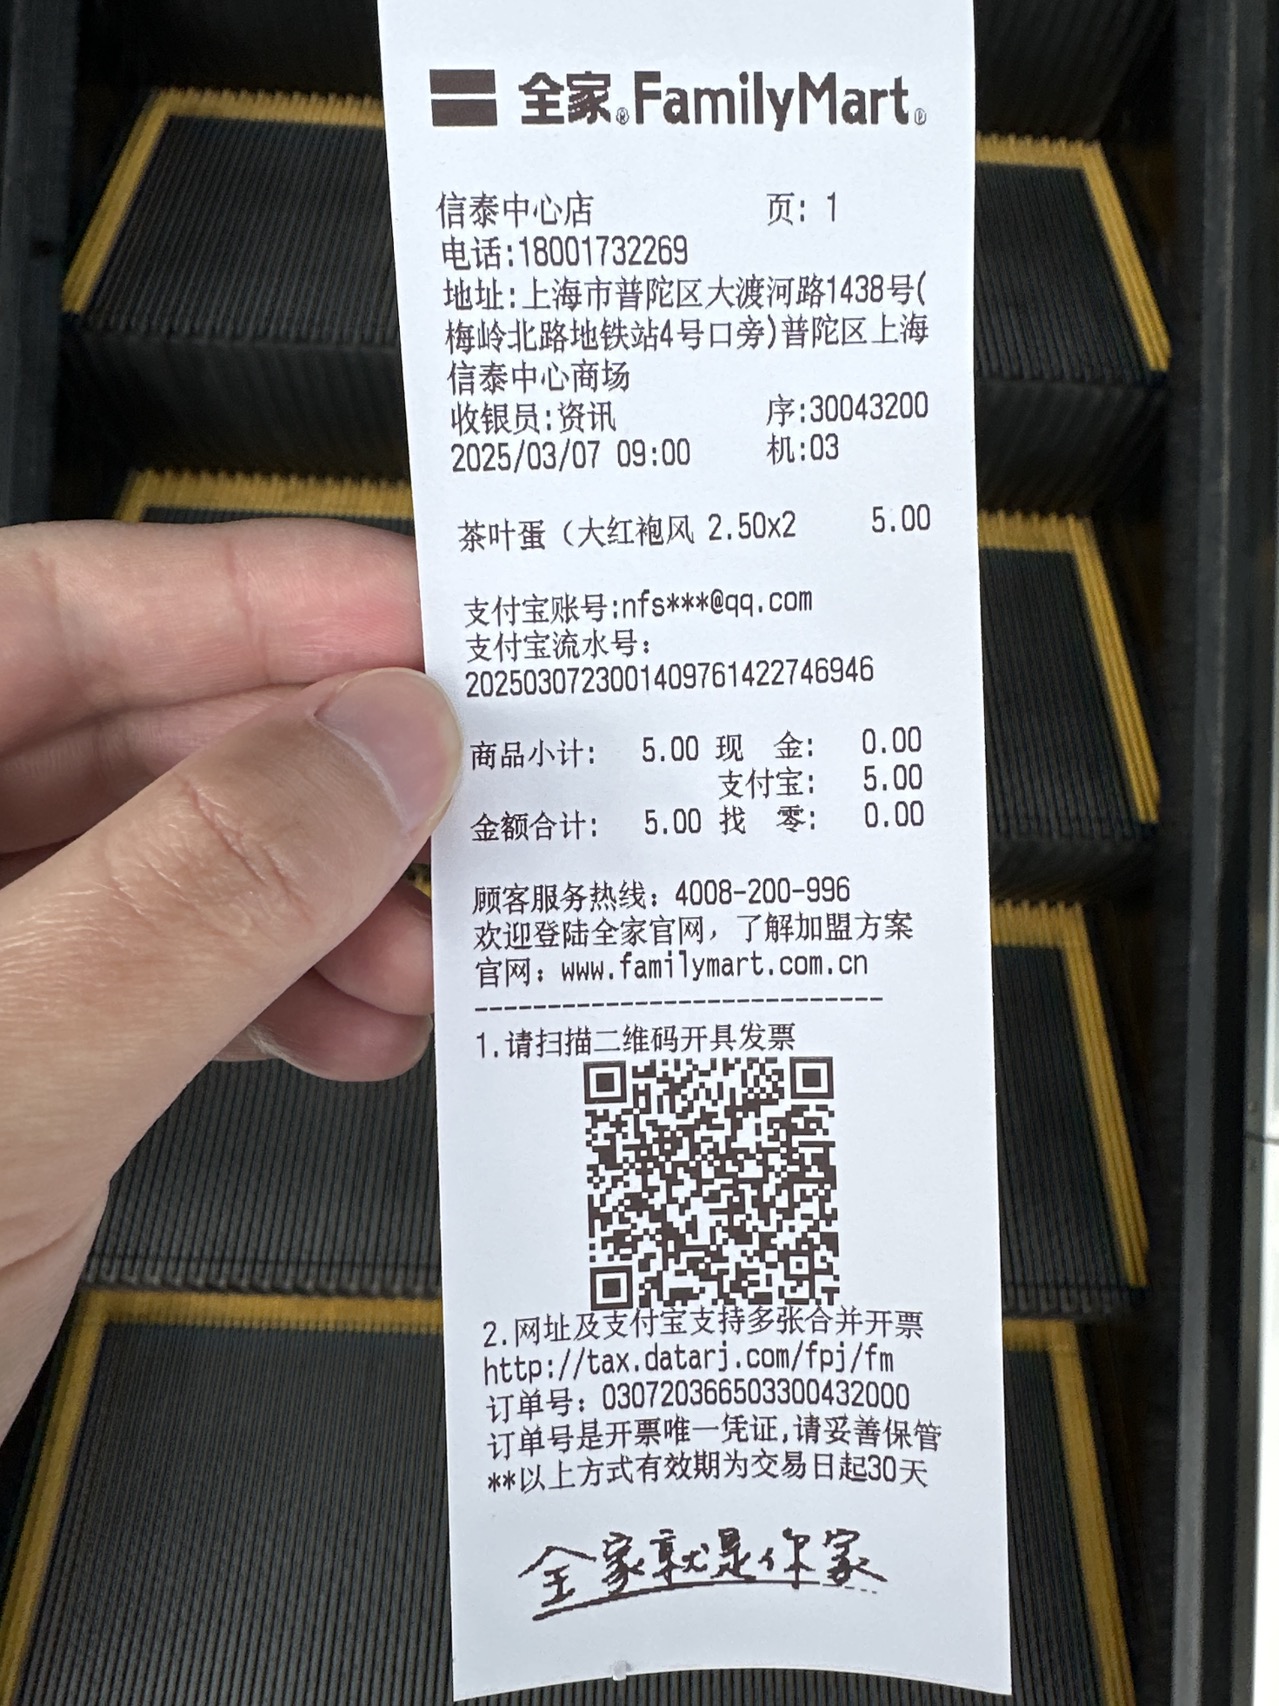 全家® FamilyMart®
信泰中心店 页: 1
电话:18001732269
地址:上海市普陀区大渡河路1438号(
梅岭北路地铁站4号口旁)普陀区上海
信泰中心商场
收银员:资讯 序:30043200
2025/03/07 09:00 机:03
茶叶蛋（大红袍风 2.50x2 5.00
支付宝账号:nfs***@qq.com
支付宝流水号:
2025030723001409761422746946
商品小计: 5.00 现 金: 0.00
支付宝: 5.00
金额合计: 5.00 找 零: 0.00
顾客服务热线: 4008-200-996
欢迎登陆全家官网，了解加盟方案
官网: www.familymart.com.cn
------------------------------
1.请扫描二维码开具发票
2.网址及支付宝支持多张合并开票
http://tax.datarj.com/fpj/fm
订单号: 030720366503300432000
订单号是开票唯一凭证,请妥善保管
**以上方式有效期为交易日起30天
全家就是你家